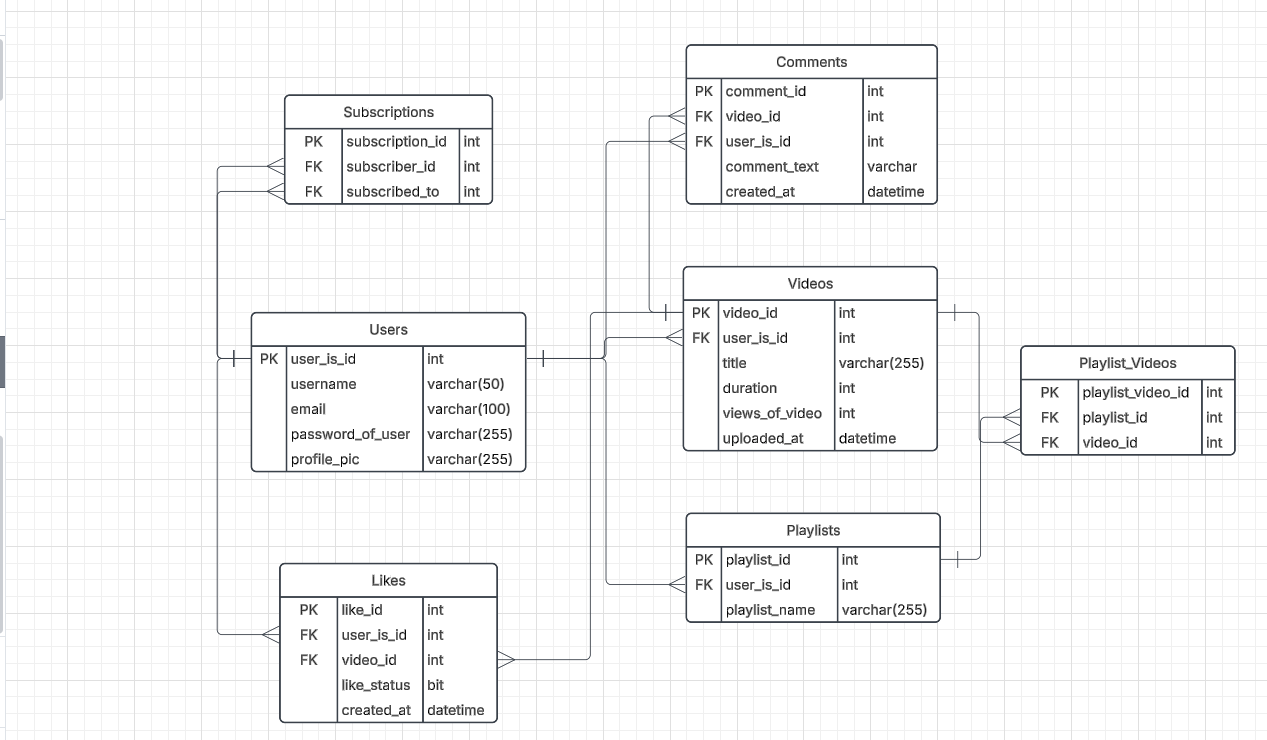 Comments
PK comment_id int
FK video_id int
FK user_is_id int
comment_text varchar
created_at datetime
Subscriptions
PK subscription_id int
FK subscriber_id int
FK subscribed_to int
Videos
PK video_id int
FK user_is_id int
title varchar(255)
duration int
views_of_video int
uploaded_at datetime
Users
PK user_is_id int
username varchar(50)
email varchar(100)
password_of_user varchar(255)
profile_pic varchar(255)
Playlist_Videos
PK playlist_video_id int
FK playlist_id int
FK video_id int
Playlists
PK playlist_id int
FK user_is_id int
playlist_name varchar(255)
Likes
PK like_id int
FK user_is_id int
FK video_id int
like_status bit
created_at datetime